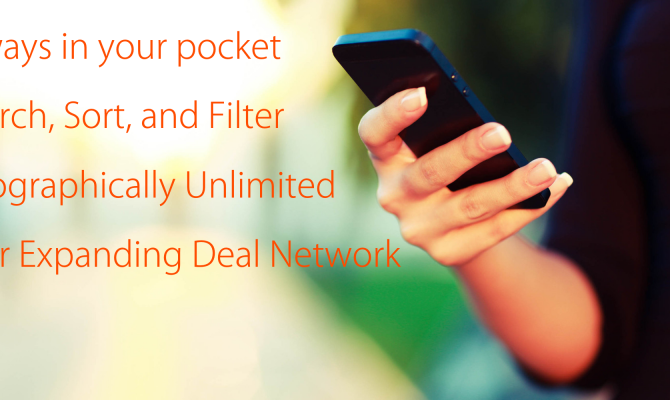 ways in your pocket
rch, Sort, and Filter
ographically Unlimited
r Expanding Deal Network